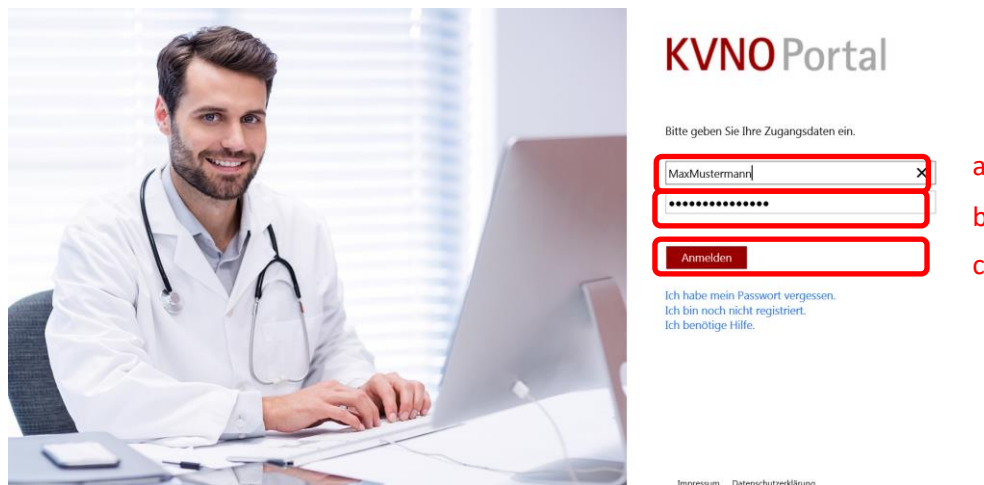 KVNO Portal
Bitte geben Sie Ihre Zugangsdaten ein.
MaxMustermann
a
b
Anmelden
c
Ich habe mein Passwort vergessen.
Ich bin noch nicht registriert.
Ich benötige Hilfe.
Impressum Datenschutzerklärung